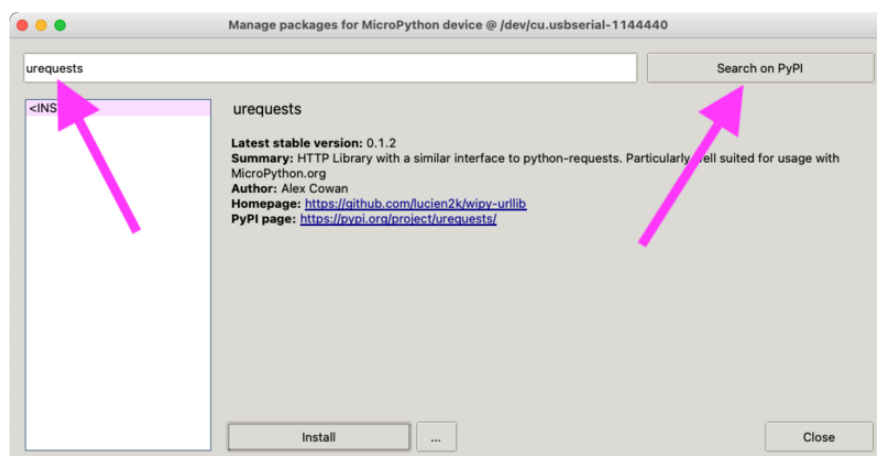 Manage packages for MicroPython device @ /dev/cu.usbserial-1144440
urequests
Search on PyPI
<INS
urequests
Latest stable version: 0.1.2
Summary: HTTP Library with a similar interface to python-requests. Particularly well suited for usage with
MicroPython.org
Author: Alex Cowan
Homepage: https://github.com/lucien2k/wipy-urllib
PyPI page: https://pypi.org/project/urequests/
Install
...
Close